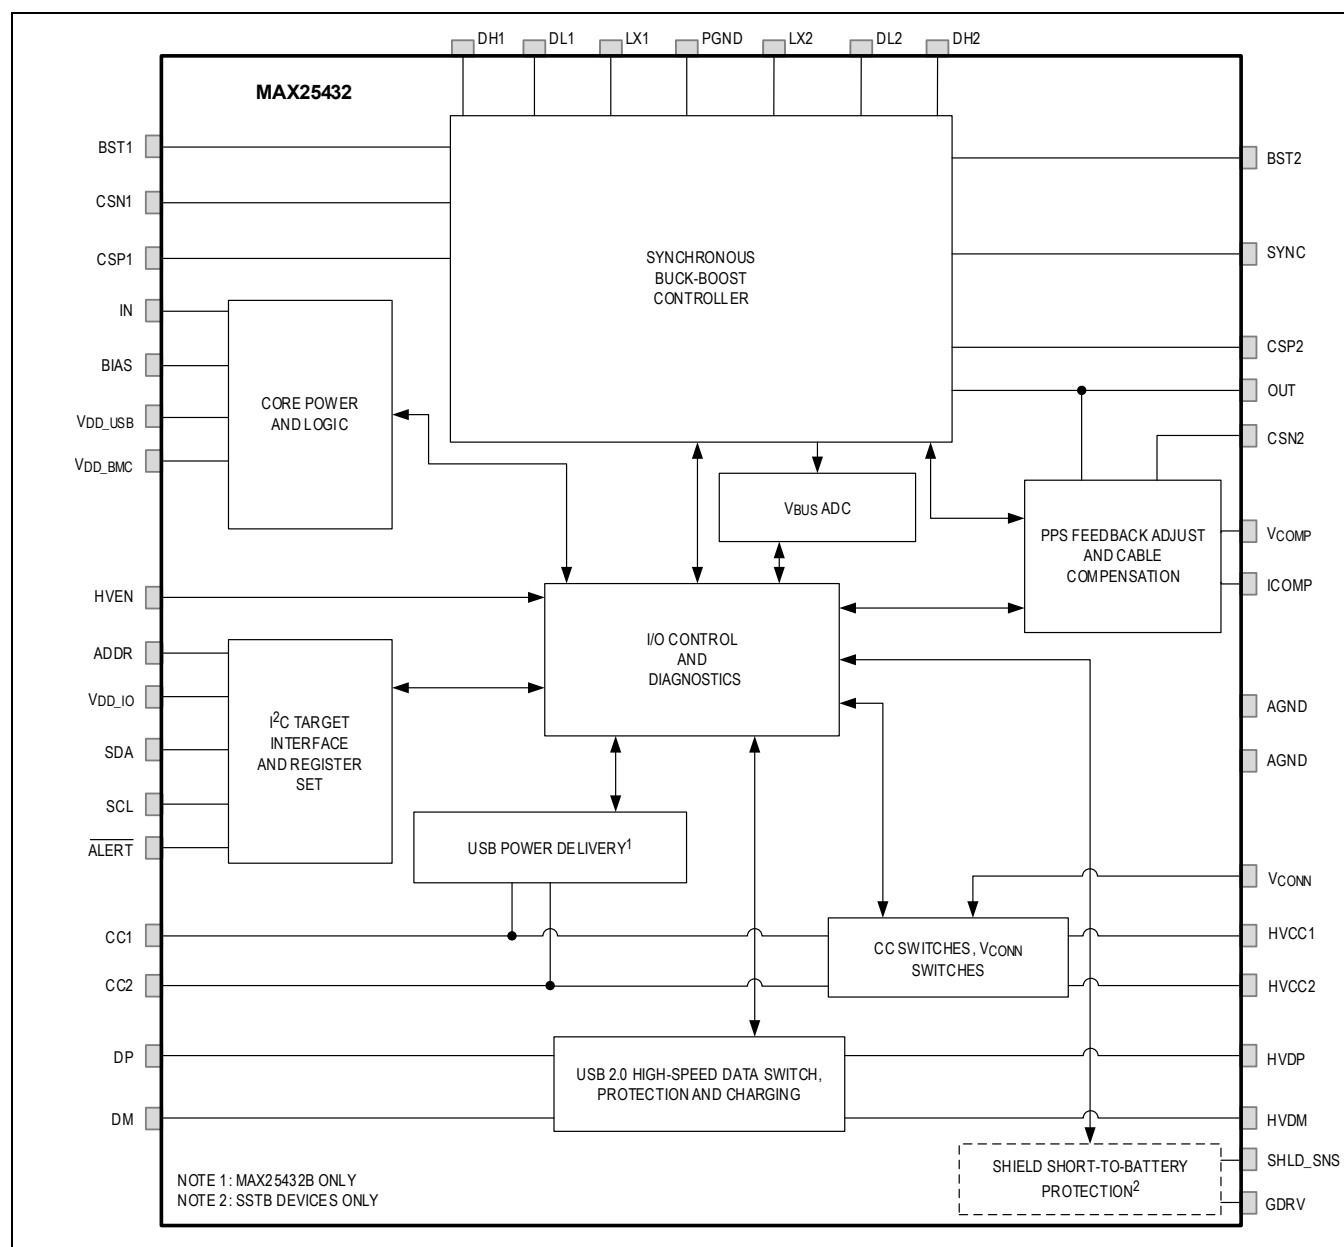 DH1
DL1
LX1
PGND
LX2
DL2
DH2
MAX25432
BST1
CSN1
CSP1
IN
BIAS
VDD_USB
VDD_BMC
HVEN
ADDR
VDD_IO
SDA
SCL
ALERT
CC1
CC2
DP
DM
SYNCHRONOUS
BUCK-BOOST
CONTROLLER
CORE POWER
AND LOGIC
VBUS ADC
PPS FEEDBACK ADJUST
AND CABLE
COMPENSATION
I/O CONTROL
AND
DIAGNOSTICS
I2C TARGET
INTERFACE
AND REGISTER
SET
USB POWER DELIVERY1
CC SWITCHES, VCONN
SWITCHES
USB 2.0 HIGH-SPEED DATA SWITCH,
PROTECTION AND CHARGING
SHIELD SHORT-TO-BATTERY
PROTECTION2
BST2
SYNC
CSP2
OUT
CSN2
VCOMP
ICOMP
AGND
AGND
VCONN
HVCC1
HVCC2
HVDP
HVDM
SHLD_SNS
GDRV
NOTE 1: MAX25432B ONLY
NOTE 2: SSTB DEVICES ONLY